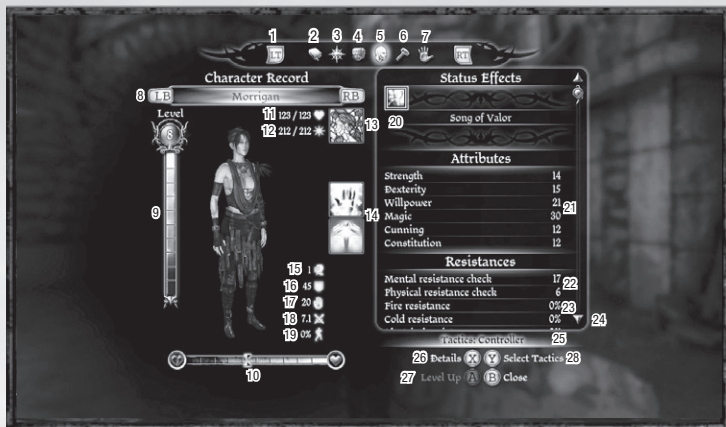 1 2 3 4 5 6 7
LT RT
Character Record
8 LB Morrigan RB
Level
8
11 123 / 123
12 212 / 212
13
9
14
15 1
16 45
17 20
18 7.1
19 0%
10
Status Effects
20
Song of Valor
Attributes
Strength 14
Dexterity 15
Willpower 21
21
Magic 30
Cunning 12
Constitution 12
Resistances
Mental resistance check 17
22
Physical resistance check 6
Fire resistance 0%
23
Cold resistance 0%
24
Tactics: Controller 25
26 Details X Y Select Tactics 28
27 Level Up A B Close